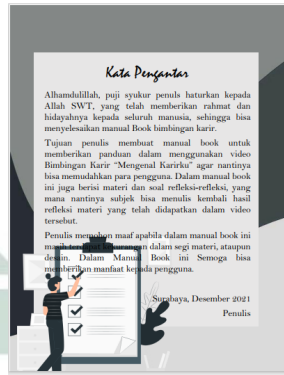 Kata Pengantar
Alhamdulillah, puji syukur penuls haturkan kepada
Allah SWT, yang telah memberikan rahmat dan
hidayahnya kepada seluruh manusia, sehingga bisa
menyelesaikan manual Book bimbingan karir.
Tujuan penulis membuat manual book untuk
memberikan panduan dalam menggunakan video
Bimbingan Karir “Mengenal Karirku” agar nantinya
bisa memudahkan para pengguna. Dalam manual book
ini juga berisi materi dan soal refleksi-refleksi, yang
mana nantinya subjek bisa menulis kembali hasil
refleksi materi yang telah didapatkan dalam video
tersebut.
Penulis memohon maaf apabila dalam manual book ini
masih terdapat kekurangan dalam segi materi, ataupun
desain. Dalam Manual Book ini Semoga bisa
memberikan manfaat kepada pengguna.
Surabaya, Desember 2021
Penulis